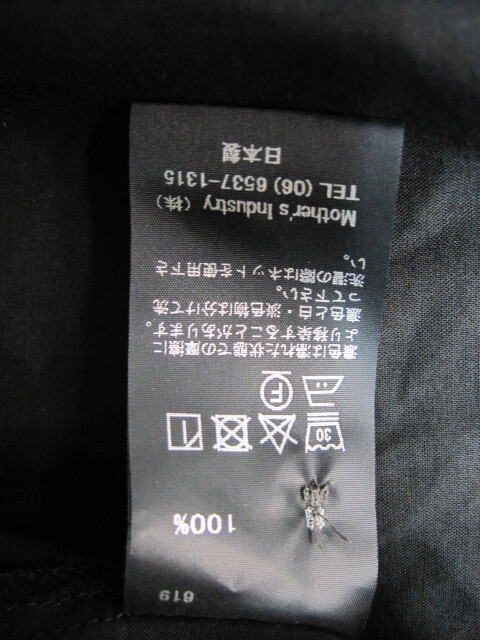 619
100%
30
F
濃色は濡れた状態での摩擦に
より移染することがあります。
濃色と白・淡色物は分けて洗
って下さい。
洗濯の際はネットを使用下さ
い。
Mother's Industry (株)
TEL (06) 6537-1315
日本製